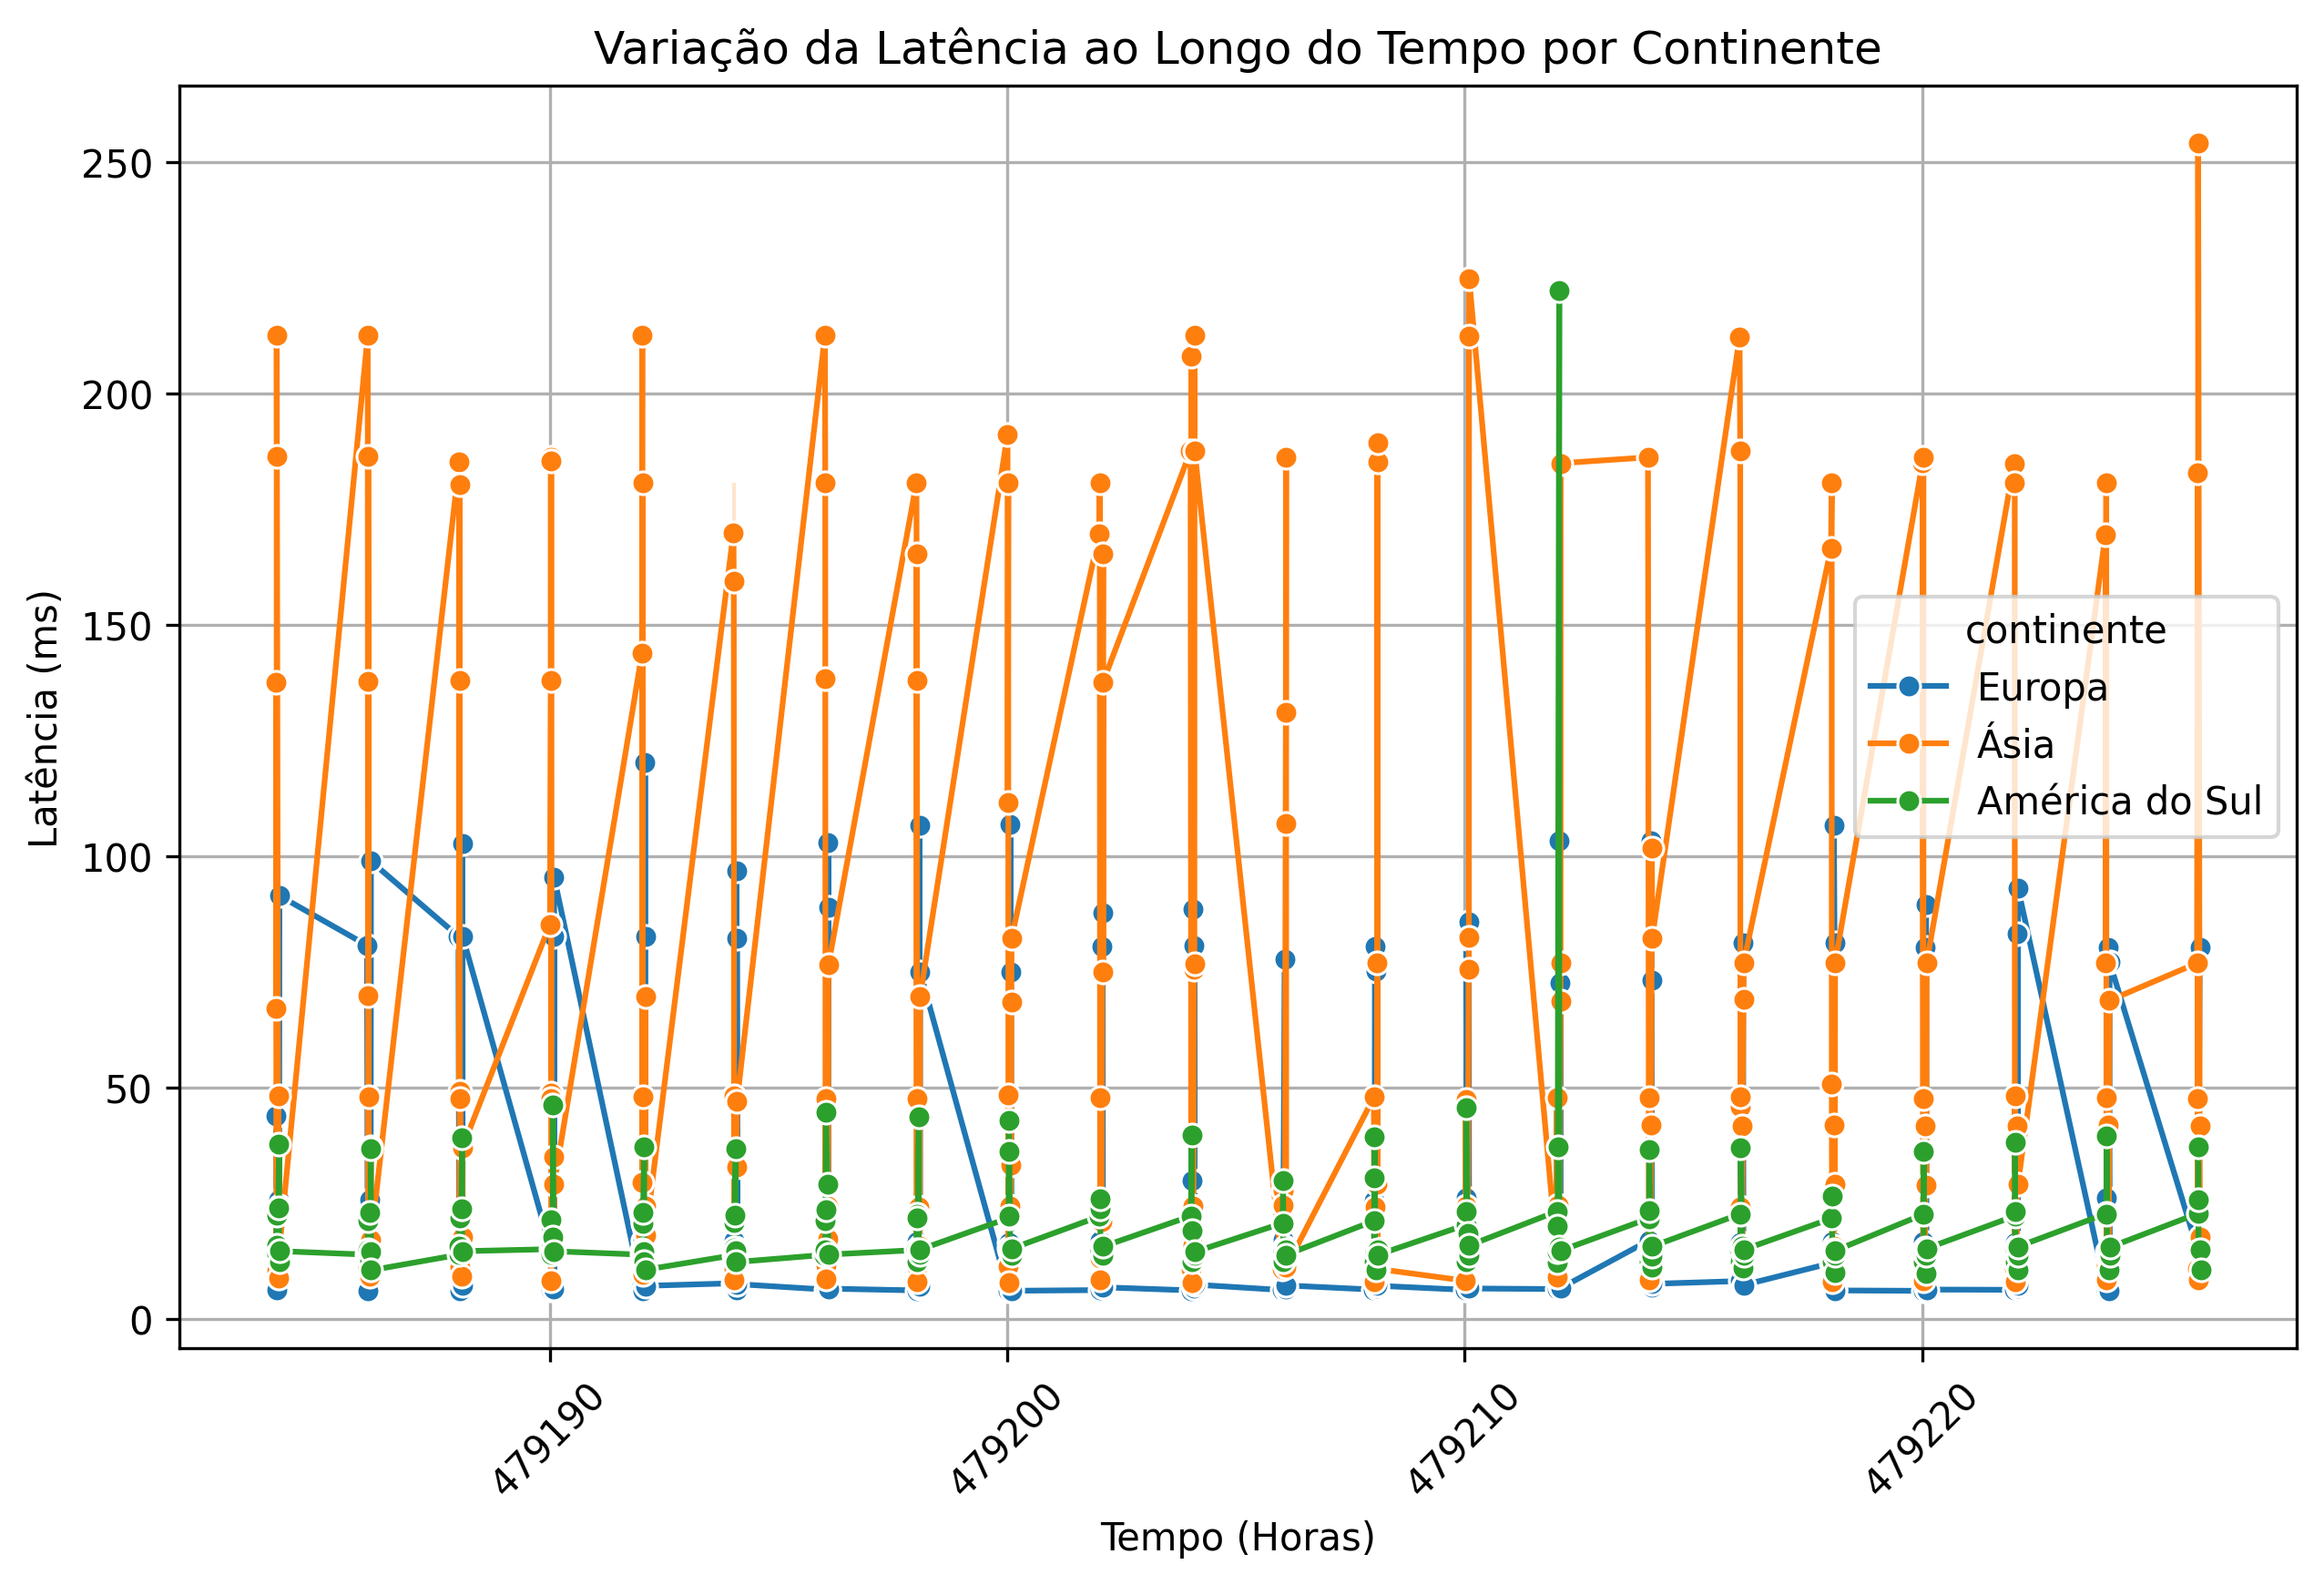 Variação da Latência ao Longo do Tempo por Continente
Latência (ms)
250
200
150
100
50
0
continente
Europa
Ásia
América do Sul
479190
479200
479210
479220
Tempo (Horas)